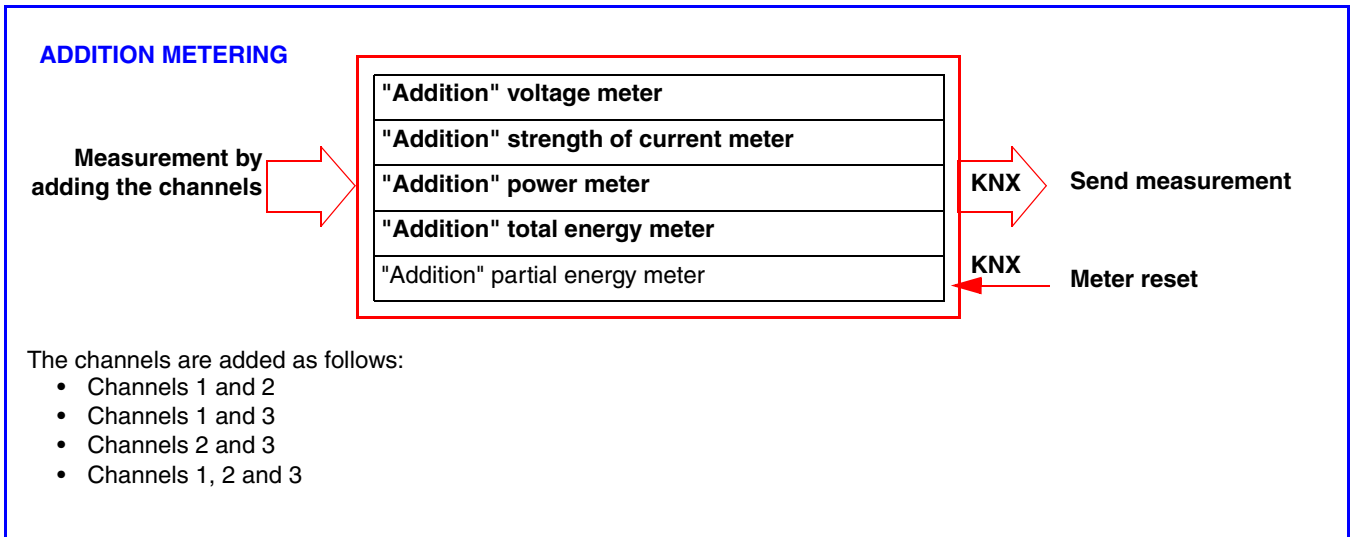 ADDITION METERING
Measurement by
adding the channels
"Addition" voltage meter
"Addition" strength of current meter
"Addition" power meter
"Addition" total energy meter
"Addition" partial energy meter
KNX
Send measurement
KNX
Meter reset
The channels are added as follows:
• Channels 1 and 2
• Channels 1 and 3
• Channels 2 and 3
• Channels 1, 2 and 3